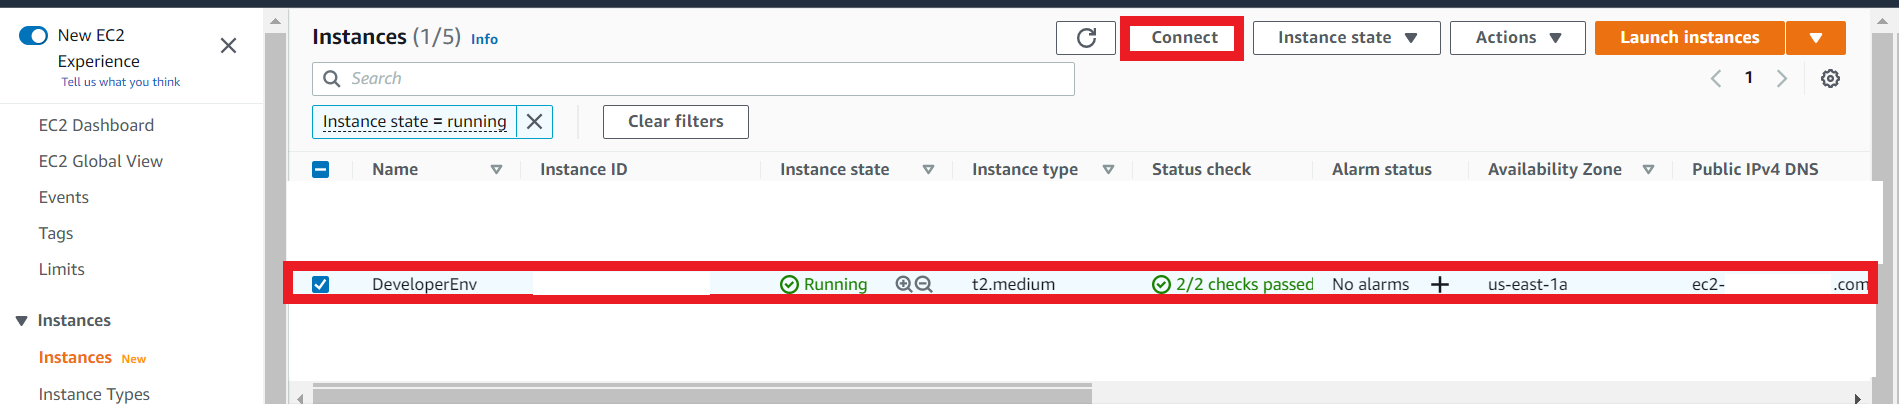 New EC2
Experience
Tell us what you think
EC2 Dashboard
EC2 Global View
Events
Tags
Limits
Instances
Instances New
Instance Types
Instances (1/5) Info
Connect
Instance state
Actions
Launch instances
Search
1
Instance state = running
Clear filters
Name Instance ID Instance state Instance type Status check Alarm status Availability Zone Public IPv4 DNS
DeveloperEnv Running t2.medium 2/2 checks passed No alarms + us-east-1a ec2- .com